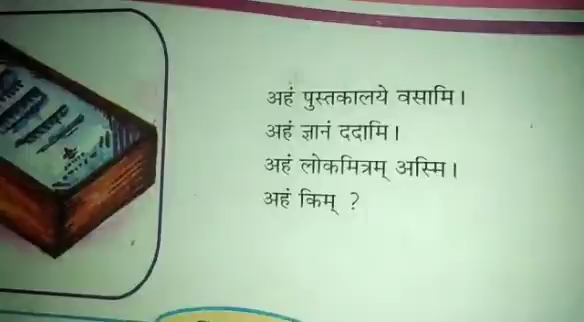 अहं पुस्तकालये वसामि।
अहं ज्ञानं ददामि।
अहं लोकमित्रम् अस्मि।
अहं किम् ?